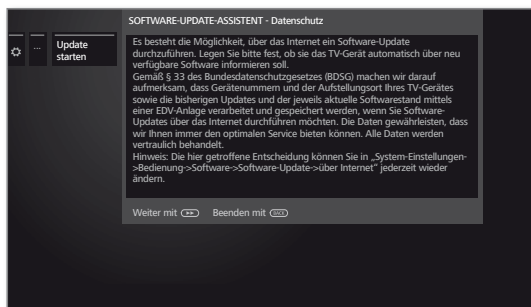 SOFTWARE-UPDATE-ASSISTENT - Datenschutz
...
Update
starten
Es besteht die Möglichkeit, über das Internet ein Software-Update
durchzuführen. Legen Sie bitte fest, ob sie das TV-Gerät automatisch über neu
verfügbare Software informieren soll.
Gemäß § 33 des Bundesdatenschutzgesetzes (BDSG) machen wir darauf
aufmerksam, dass Gerätenummern und der Aufstellungsort Ihres TV-Gerätes
sowie die bisherigen Updates und der jeweils aktuelle Softwarestand mittels
einer EDV-Anlage verarbeitet und gespeichert werden, wenn Sie Software-
Updates über das Internet durchführen möchten. Die Daten gewährleisten, dass
wir Ihnen immer den optimalen Service bieten können. Alle Daten werden
vertraulich behandelt.
Hinweis: Die hier getroffene Entscheidung können Sie in „System-Einstellungen-
>Bedienung->Software->Software-Update->über Internet" jederzeit wieder
ändern.
Weiter mit Beenden mit BACK